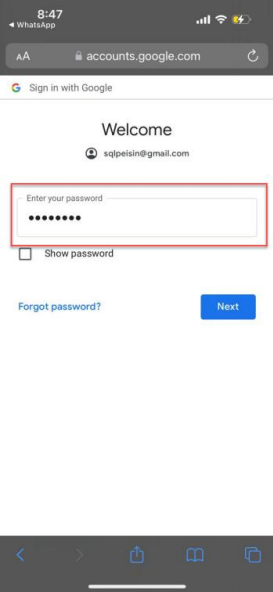 8:47
◀ WhatsApp
AA accounts.google.com
G Sign in with Google
Welcome
sqlpeisin@gmail.com
Enter your password
••••••••
Show password
Forgot password? Next